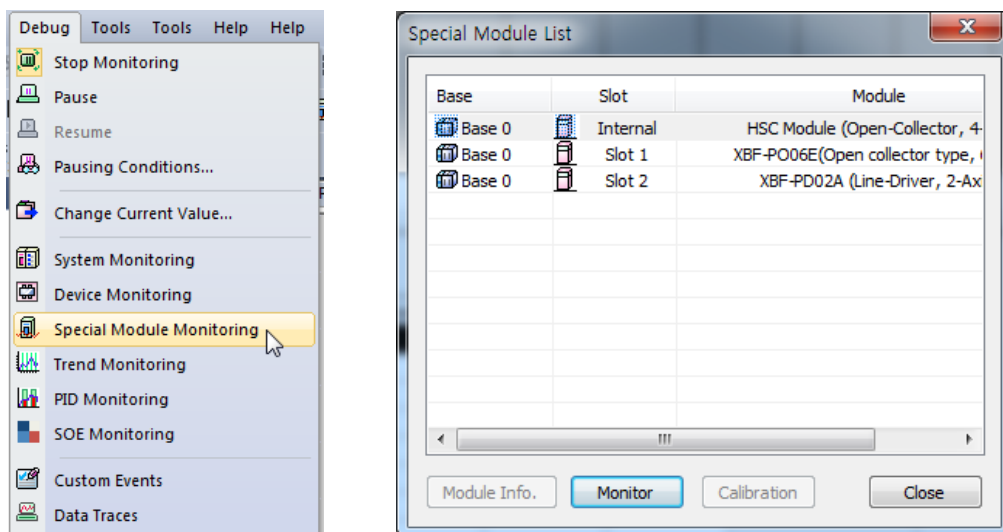 Debug Tools Tools Help Help
Stop Monitoring
Pause
Resume
Pausing Conditions...
Change Current Value...
System Monitoring
Device Monitoring
Special Module Monitoring
Trend Monitoring
PID Monitoring
SOE Monitoring
Custom Events
Data Traces
Special Module List
Base Slot Module
Base 0 Internal HSC Module (Open-Collector, 4-
Base 0 Slot 1 XBF-PO06E(Open collector type,
Base 0 Slot 2 XBF-PD02A (Line-Driver, 2-Ax
Module Info. Monitor Calibration Close